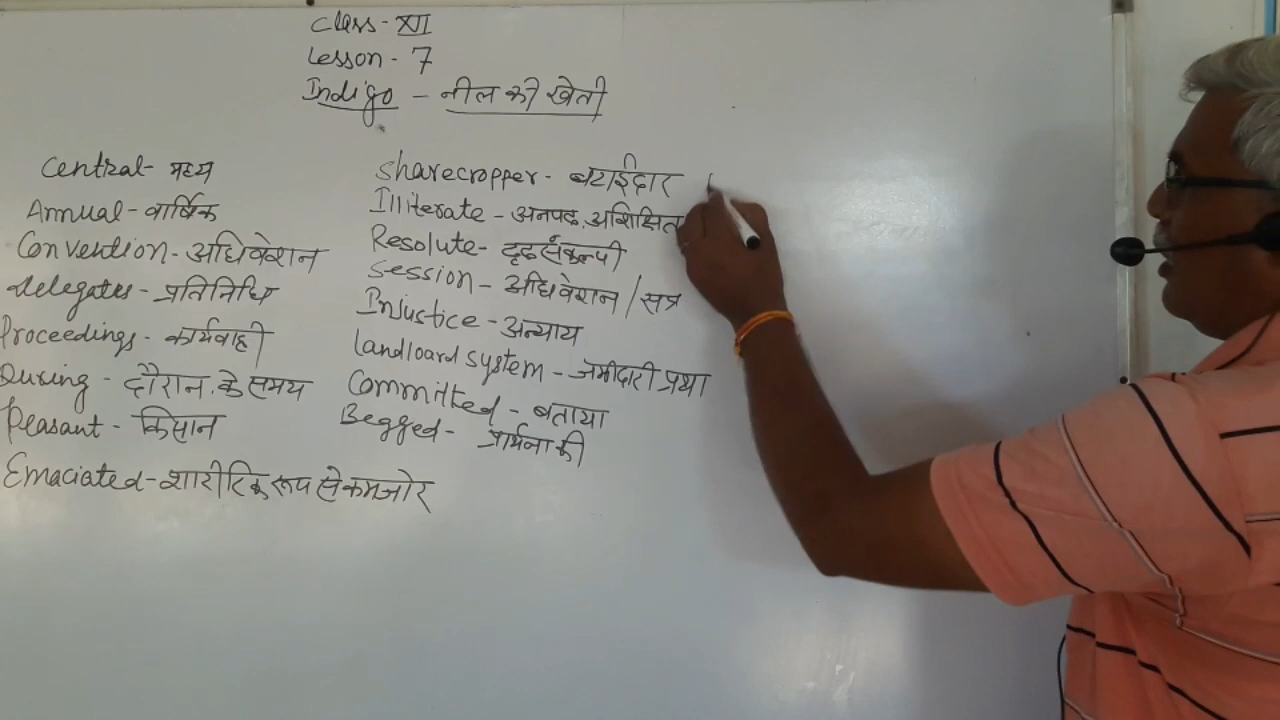 Class - XII
Lesson - 7
Indigo - नील की खेती
Central - मध्य
Annual - वार्षिक
Convention - अधिवेशन
delegates - प्रतिनिधि
Proceedings - कार्यवाही
During - दौरान, के समय
Peasant - किसान
Emaciated - शारीरिक रूप से कमजोर
Sharecropper - बटाईदार
Illiterate - अनपढ, अशिक्षित
Resolute - दृढ़संकल्पी
Session - अधिवेशन / सत्र
Injustice - अन्याय
landloard system - जमीदारी प्रथा
Committed - बताया
Begged - प्रार्थना की